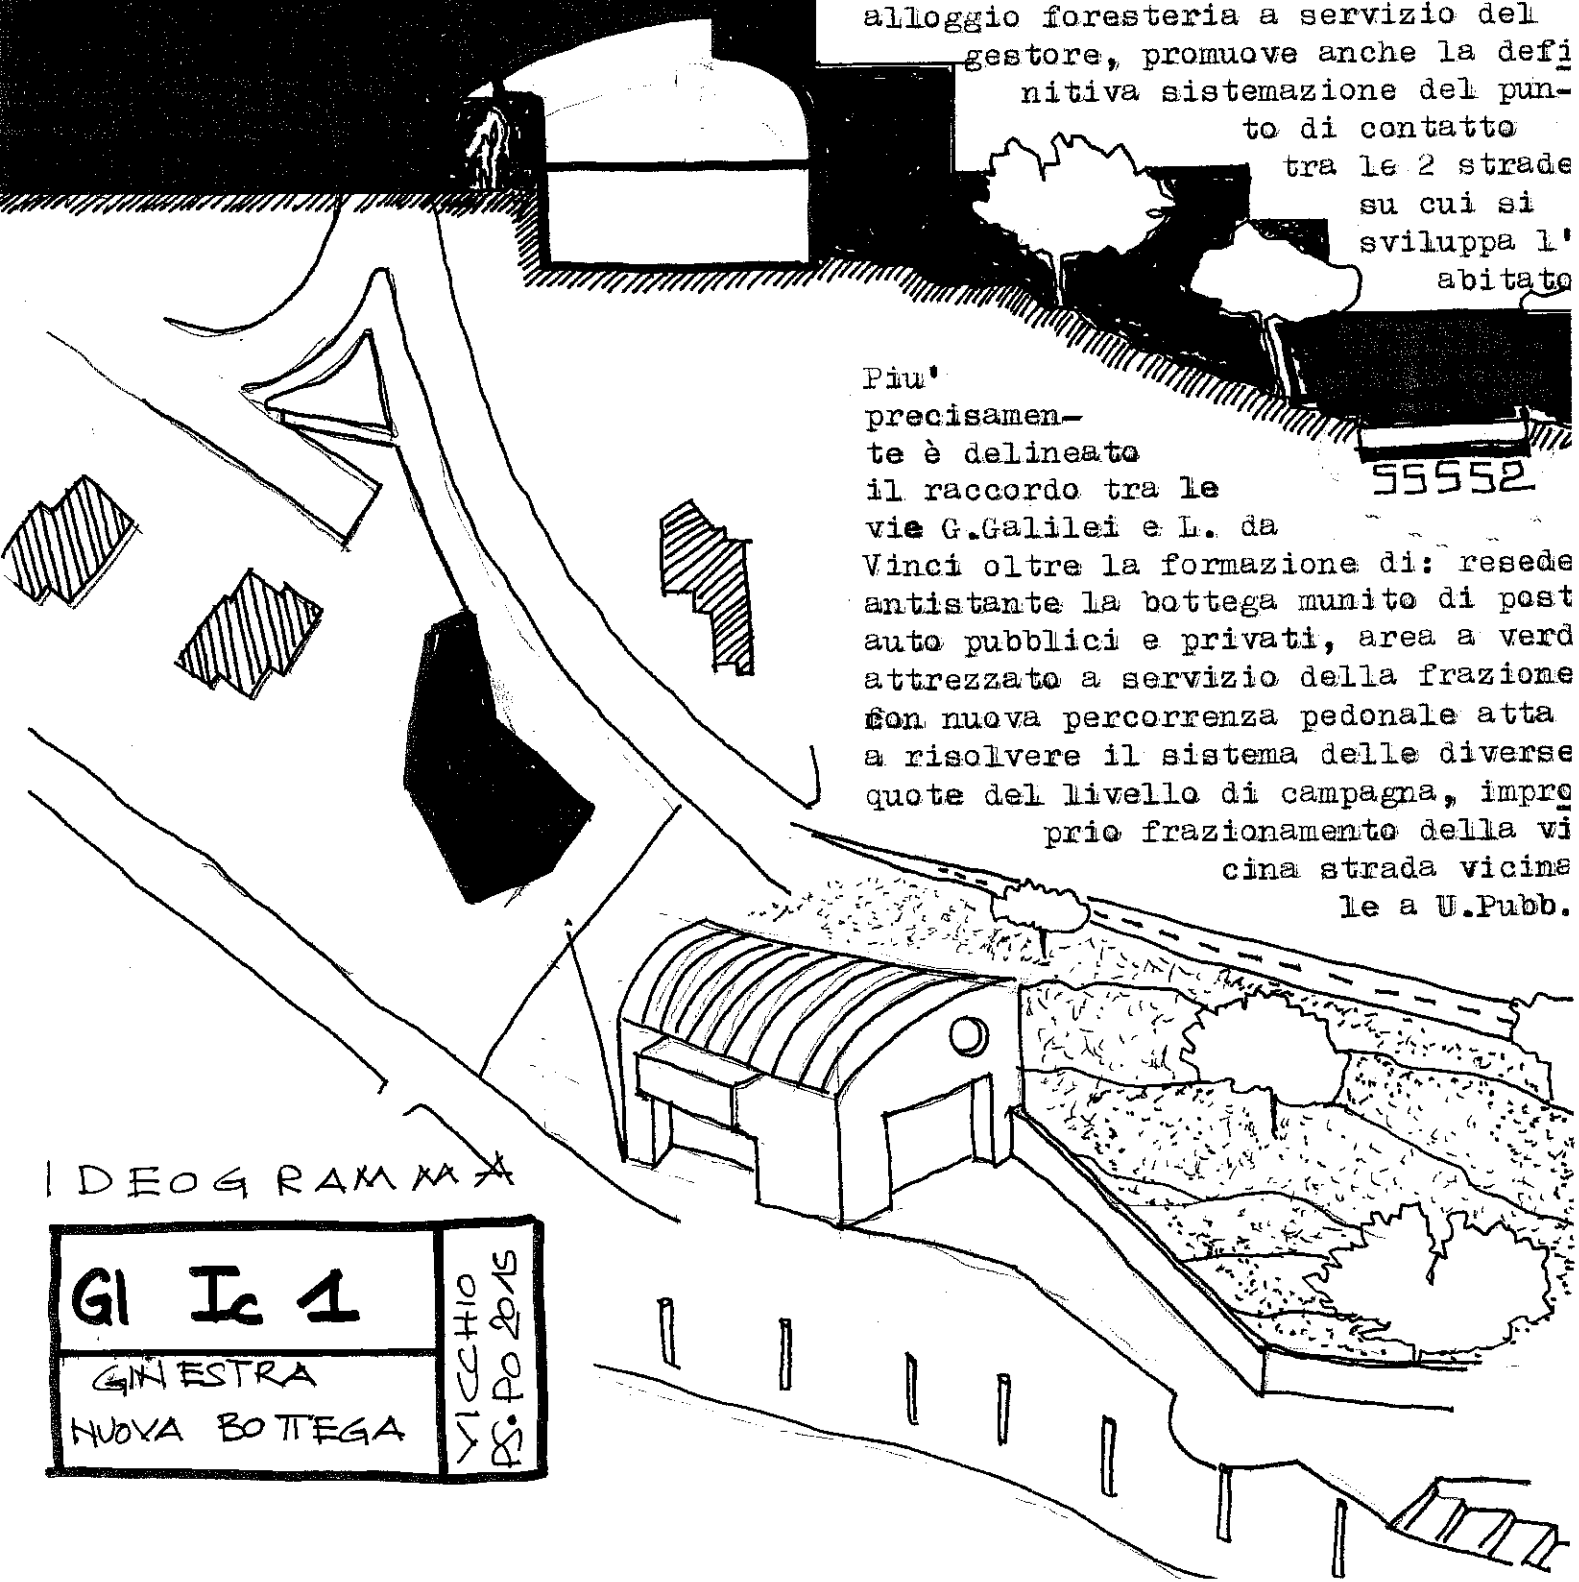 alloggio foresteria a servizio del
gestore, promuove anche la defi
nitiva sistemazione del pun-
to di contatto
tra le 2 strade
su cui si
sviluppa l'
abitato
Piu'
precisamen-
te è delineato
il raccordo tra le
vie G.Galilei e L. da
Vinci oltre la formazione di: resede
antistante la bottega munito di post
auto pubblici e privati, area a verd
attrezzato a servizio della frazione
con nuova percorrenza pedonale atta
a risolvere il sistema delle diverse
quote del livello di campagna, impro
prio frazionamento della vi
cina strada vicina
le a U.Pubb.
IDEOGRAMMA
GI Ic 1
GINESTRA
NUOVA BOTTEGA
VICCHIO
PS.PO 2015